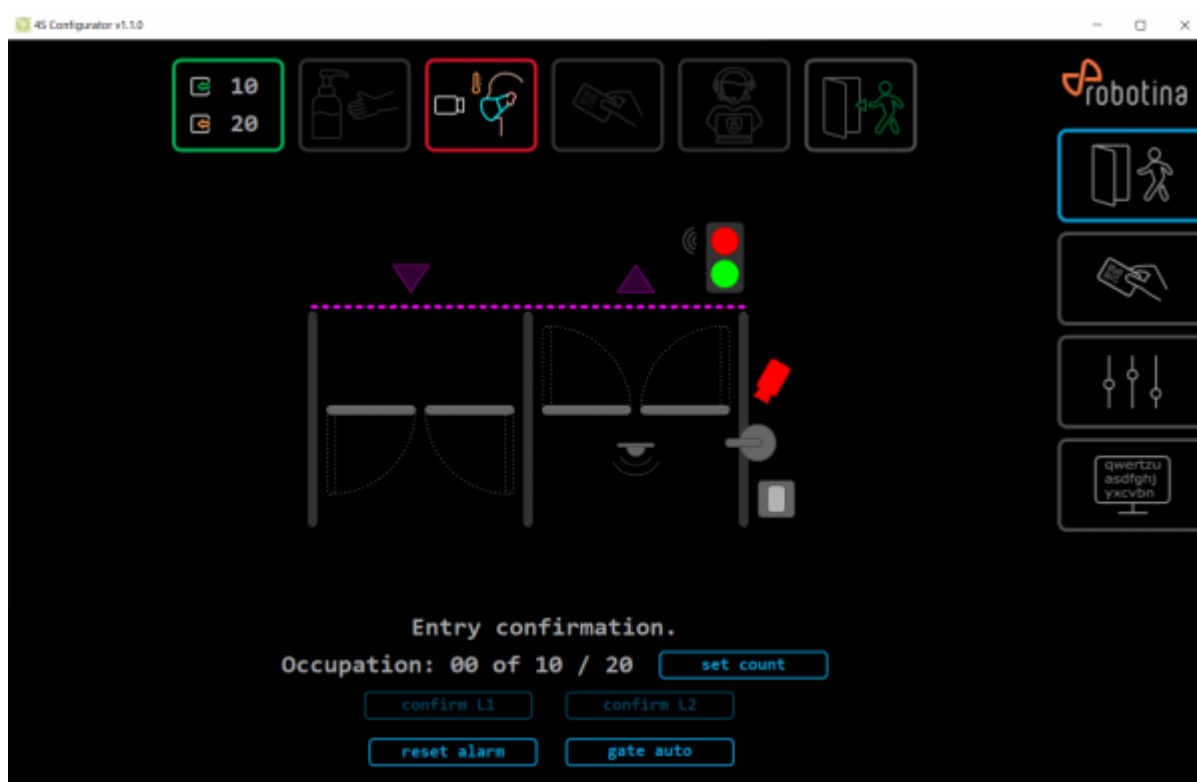 4S Configurator v1.1.0
10
20
robotina
qwertzu
asdfghj
yxcvbn
Entry confirmation.
Occupation: 00 of 10 / 20 set count
confirm L1 confirm L2
reset alarm gate auto